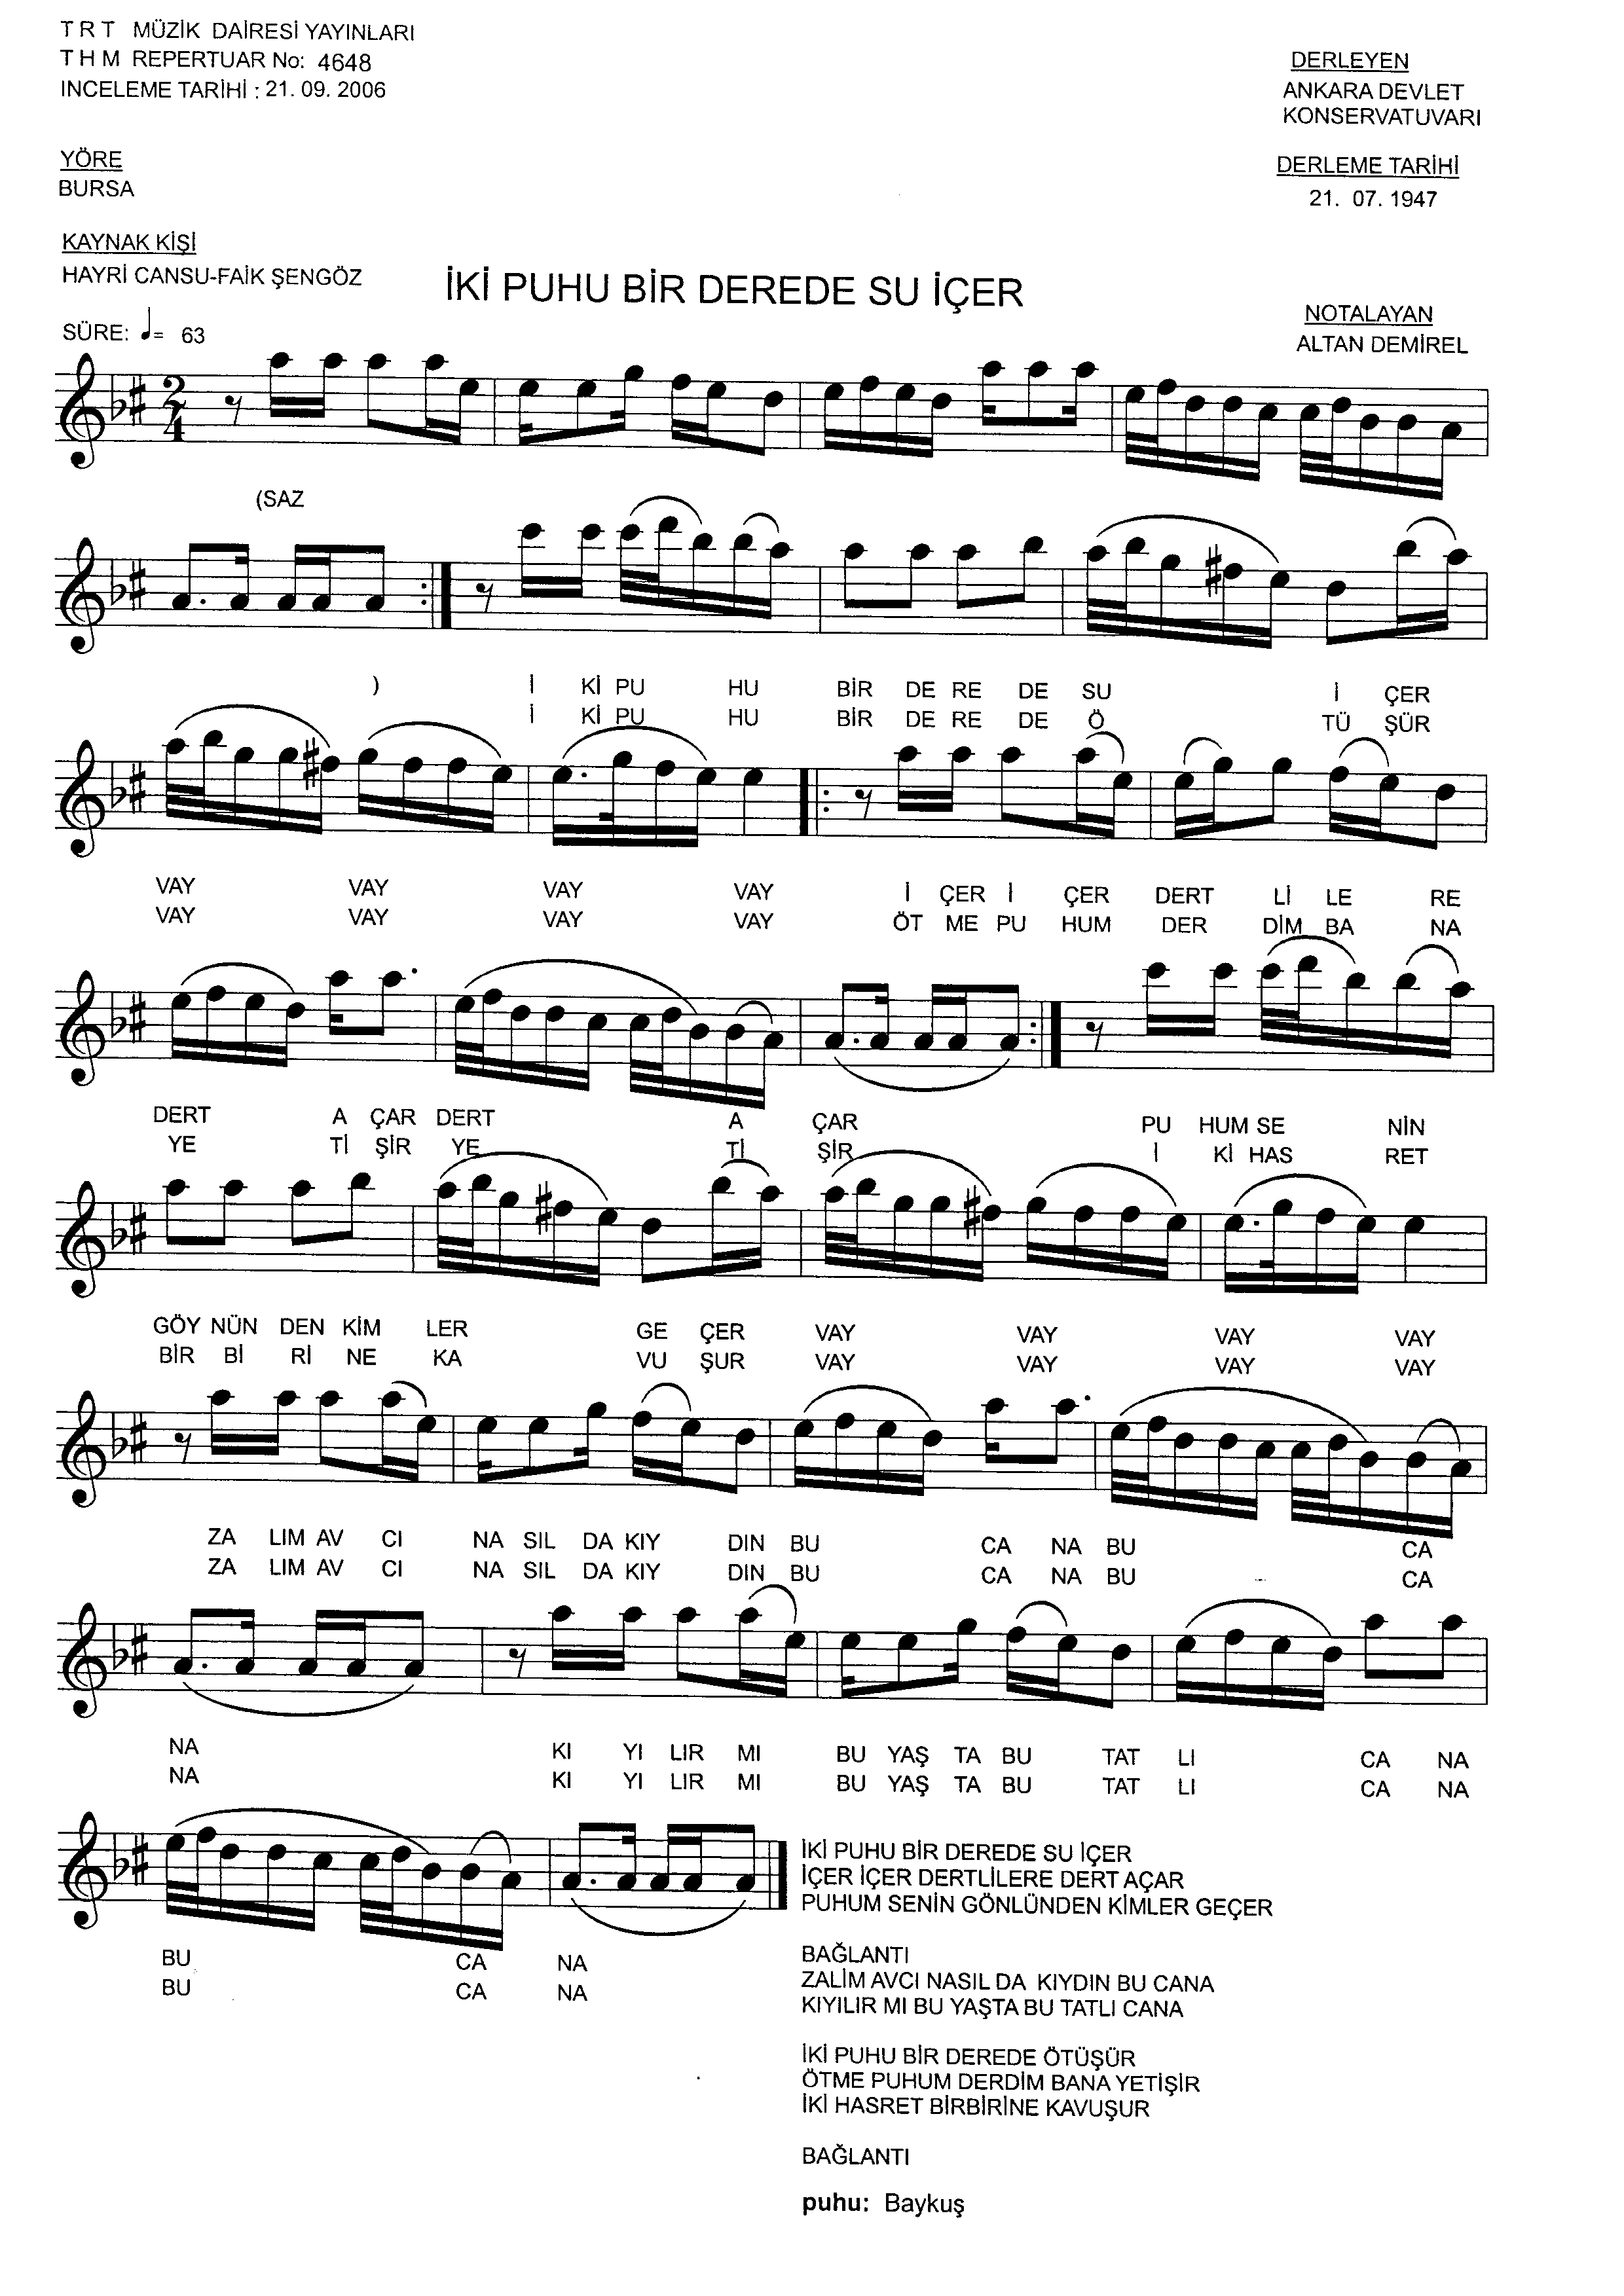 T R T MÜZİK DAİRESİ YAYINLARI
T H M REPERTUAR No: 4648
INCELEME TARİHİ : 21. 09. 2006
DERLEYEN
ANKARA DEVLET
KONSERVATUVARI
YÖRE
BURSA
DERLEME TARİHİ
21. 07. 1947
KAYNAK KİŞİ
HAYRİ CANSU-FAİK ŞENGÖZ
İKİ PUHU BİR DEREDE SU İÇER
NOTALAYAN
ALTAN DEMİREL
SÜRE: ♩= 63
2
4
(SAZ
) İ Kİ PU HU BİR DE RE DE SU İ ÇER
İ Kİ PU HU BİR DE RE DE Ö TÜ ŞÜR
VAY VAY VAY VAY İ ÇER İ ÇER DERT Lİ LE RE
VAY VAY VAY VAY ÖT ME PU HUM DER DİM BA NA
DERT A ÇAR DERT A ÇAR PU HUM SE NİN
YE Tİ ŞİR YE Tİ ŞİR İ Kİ HAS RET
GÖY NÜN DEN KİM LER GE ÇER VAY VAY VAY VAY
BİR Bİ Rİ NE KA VU ŞUR VAY VAY VAY VAY
ZA LIM AV CI NA SIL DA KIY DIN BU CA NA BU CA
ZA LIM AV CI NA SIL DA KIY DIN BU CA NA BU CA
NA KI YI LIR MI BU YAŞ TA BU TAT LI CA NA
NA KI YI LIR MI BU YAŞ TA BU TAT LI CA NA
BU CA NA
BU CA NA
İKİ PUHU BİR DEREDE SU İÇER
İÇER İÇER DERTLİLERE DERT AÇAR
PUHUM SENİN GÖNLÜNDEN KİMLER GEÇER
BAĞLANTI
ZALİM AVCI NASIL DA KIYDIN BU CANA
KIYILIR MI BU YAŞTA BU TATLI CANA
İKİ PUHU BİR DEREDE ÖTÜŞÜR
ÖTME PUHUM DERDİM BANA YETİŞİR
İKİ HASRET BİRBİRİNE KAVUŞUR
BAĞLANTI
puhu: Baykuş